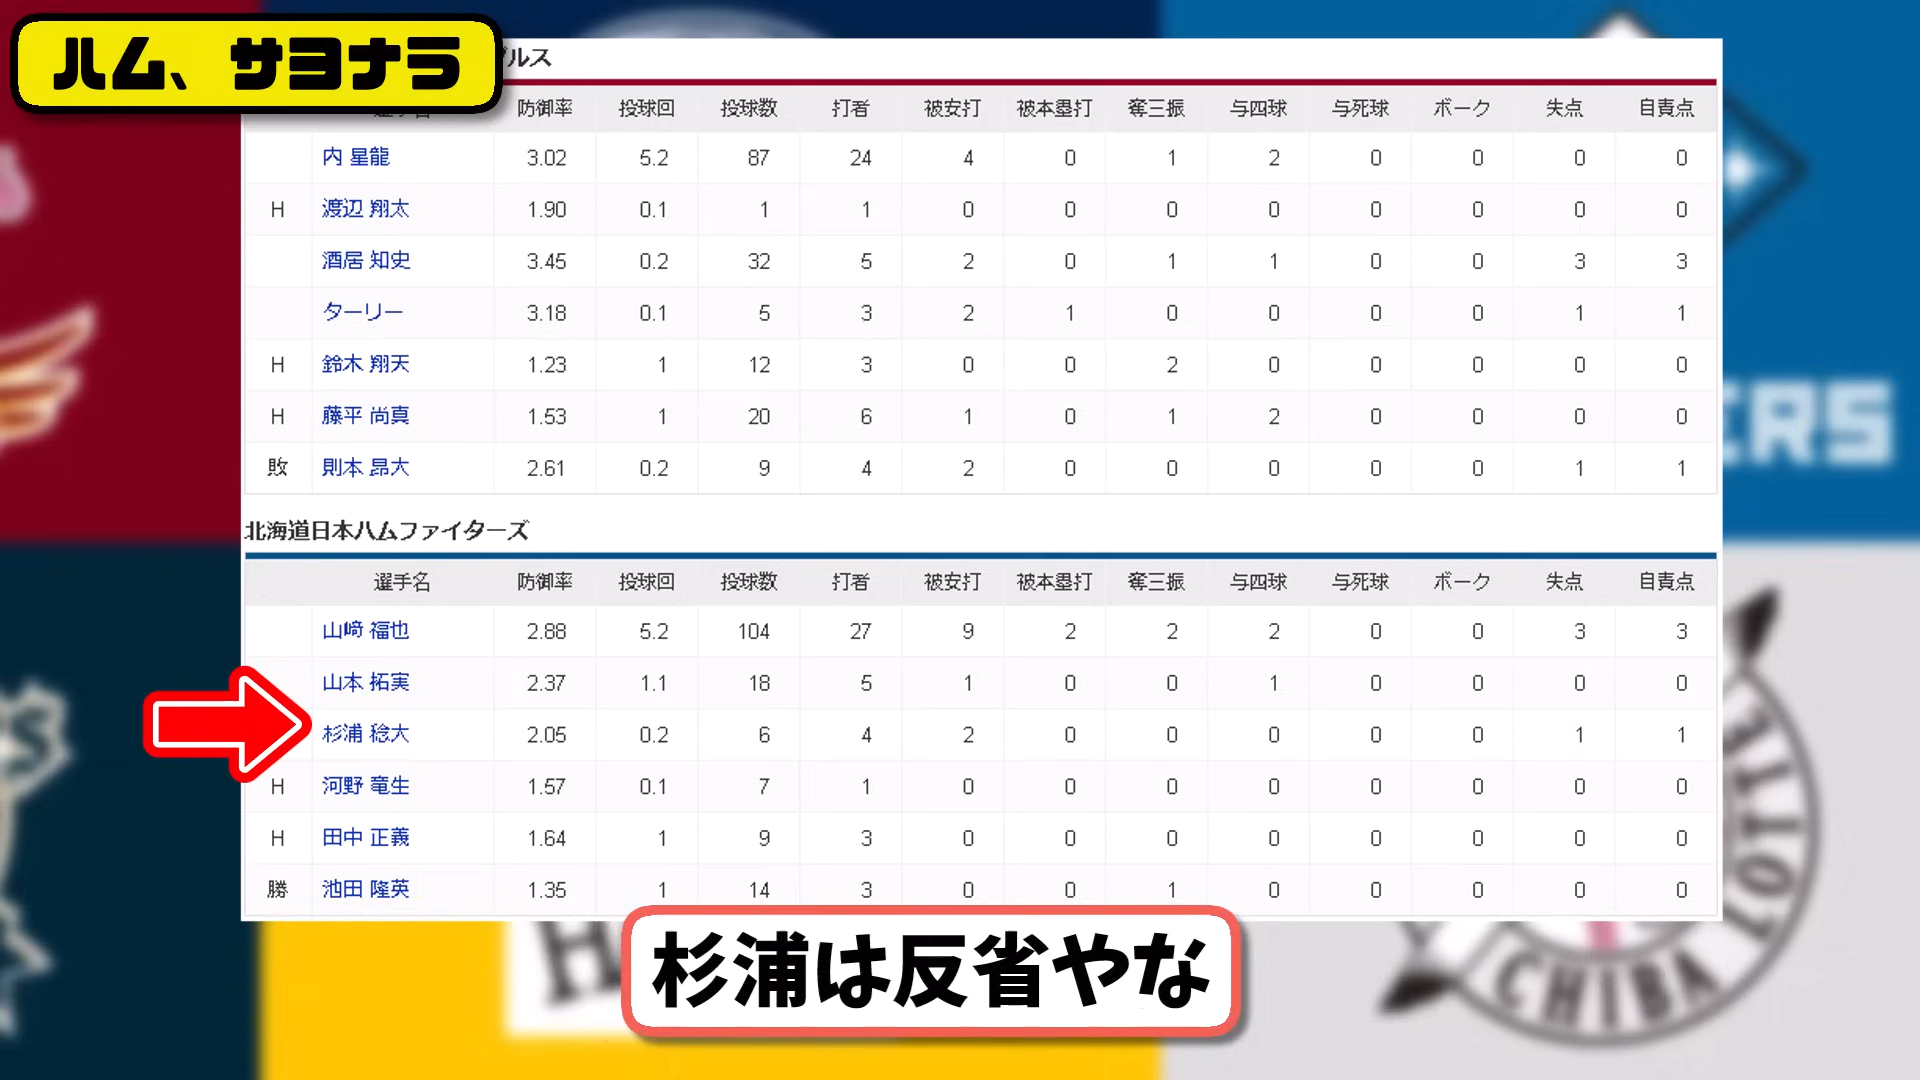 ハム、サヨナラ
グルス
選手名 防御率 投球回 投球数 打者 被安打 被本塁打 奪三振 与四球 与死球 ボーク 失点 自責点
内 星龍 3.02 5.2 87 24 4 0 1 2 0 0 0 0
H 渡辺 翔太 1.90 0.1 1 1 0 0 0 0 0 0 0 0
酒居 知史 3.45 0.2 32 5 2 0 1 1 0 0 3 3
ターリー 3.18 0.1 5 3 2 1 0 0 0 0 1 1
H 鈴木 翔天 1.23 1 12 3 0 0 2 0 0 0 0 0
H 藤平 尚真 1.53 1 20 6 1 0 1 2 0 0 0 0
敗 則本 昂大 2.61 0.2 9 4 2 0 0 0 0 0 1 1
北海道日本ハムファイターズ
選手名 防御率 投球回 投球数 打者 被安打 被本塁打 奪三振 与四球 与死球 ボーク 失点 自責点
山﨑 福也 2.88 5.2 104 27 9 2 2 2 0 0 3 3
山本 拓実 2.37 1.1 18 5 1 0 0 1 0 0 0 0
杉浦 稔大 2.05 0.2 6 4 2 0 0 0 0 0 1 1
H 河野 竜生 1.57 0.1 7 1 0 0 0 0 0 0 0 0
H 田中 正義 1.64 1 9 3 0 0 0 0 0 0 0 0
勝 池田 隆英 1.35 1 14 3 0 0 1 0 0 0 0 0
杉浦は反省やな
CHIBA LOTTE